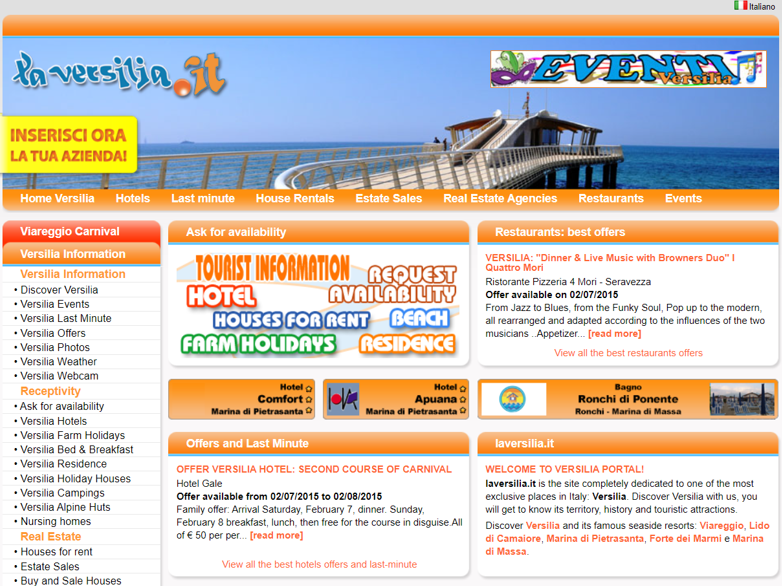 Italiano
la versilia.it
EVENTI
Versilia
INSERISCI ORA
LA TUA AZIENDA!
Home Versilia Hotels Last minute House Rentals Estate Sales Real Estate Agencies Restaurants Events
Viareggio Carnival
Versilia Information
Versilia Information
• Discover Versilia
• Versilia Events
• Versilia Last Minute
• Versilia Offers
• Versilia Photos
• Versilia Weather
• Versilia Webcam
Receptivity
• Ask for availability
• Versilia Hotels
• Versilia Farm Holidays
• Versilia Bed & Breakfast
• Versilia Residence
• Versilia Holiday Houses
• Versilia Campings
• Versilia Alpine Huts
• Nursing homes
Real Estate
• Houses for rent
• Estate Sales
• Buy and Sale Houses
Ask for availability
TOURIST INFORMATION
REQUEST
HOTEL
AVAILABILITY
HOUSES FOR RENT
BEACH
FARM HOLIDAYS
RESIDENCE
Restaurants: best offers
VERSILIA: "Dinner & Live Music with Browners Duo" I
Quattro Mori
Ristorante Pizzeria 4 Mori - Seravezza
Offer available on 02/07/2015
From Jazz to Blues, from the Funky Soul, Pop up to the modern,
all rearranged and adapted according to the influences of the two
musicians ..Appetizer... [read more]
View all the best restaurants offers
Hotel
Comfort
Marina di Pietrasanta
Hotel
Apuana
Marina di Pietrasanta
Bagno
Ronchi di Ponente
Ronchi - Marina di Massa
Offers and Last Minute
OFFER VERSILIA HOTEL: SECOND COURSE OF CARNIVAL
Hotel Gale
Offer available from 02/07/2015 to 02/08/2015
Family offer: Arrival Saturday, February 7, dinner. Sunday,
February 8 breakfast, lunch, then free for the course in disguise.All
of € 50 per per... [read more]
View all the best hotels offers and last-minute
laversilia.it
WELCOME TO VERSILIA PORTAL!
laversilia.it is the site completely dedicated to one of the most
exclusive places in Italy: Versilia. Discover Versilia with us, you
will get to know its territory, history and touristic attractions.
Discover Versilia and its famous seaside resorts: Viareggio, Lido
di Camaiore, Marina di Pietrasanta, Forte dei Marmi e Marina
di Massa.